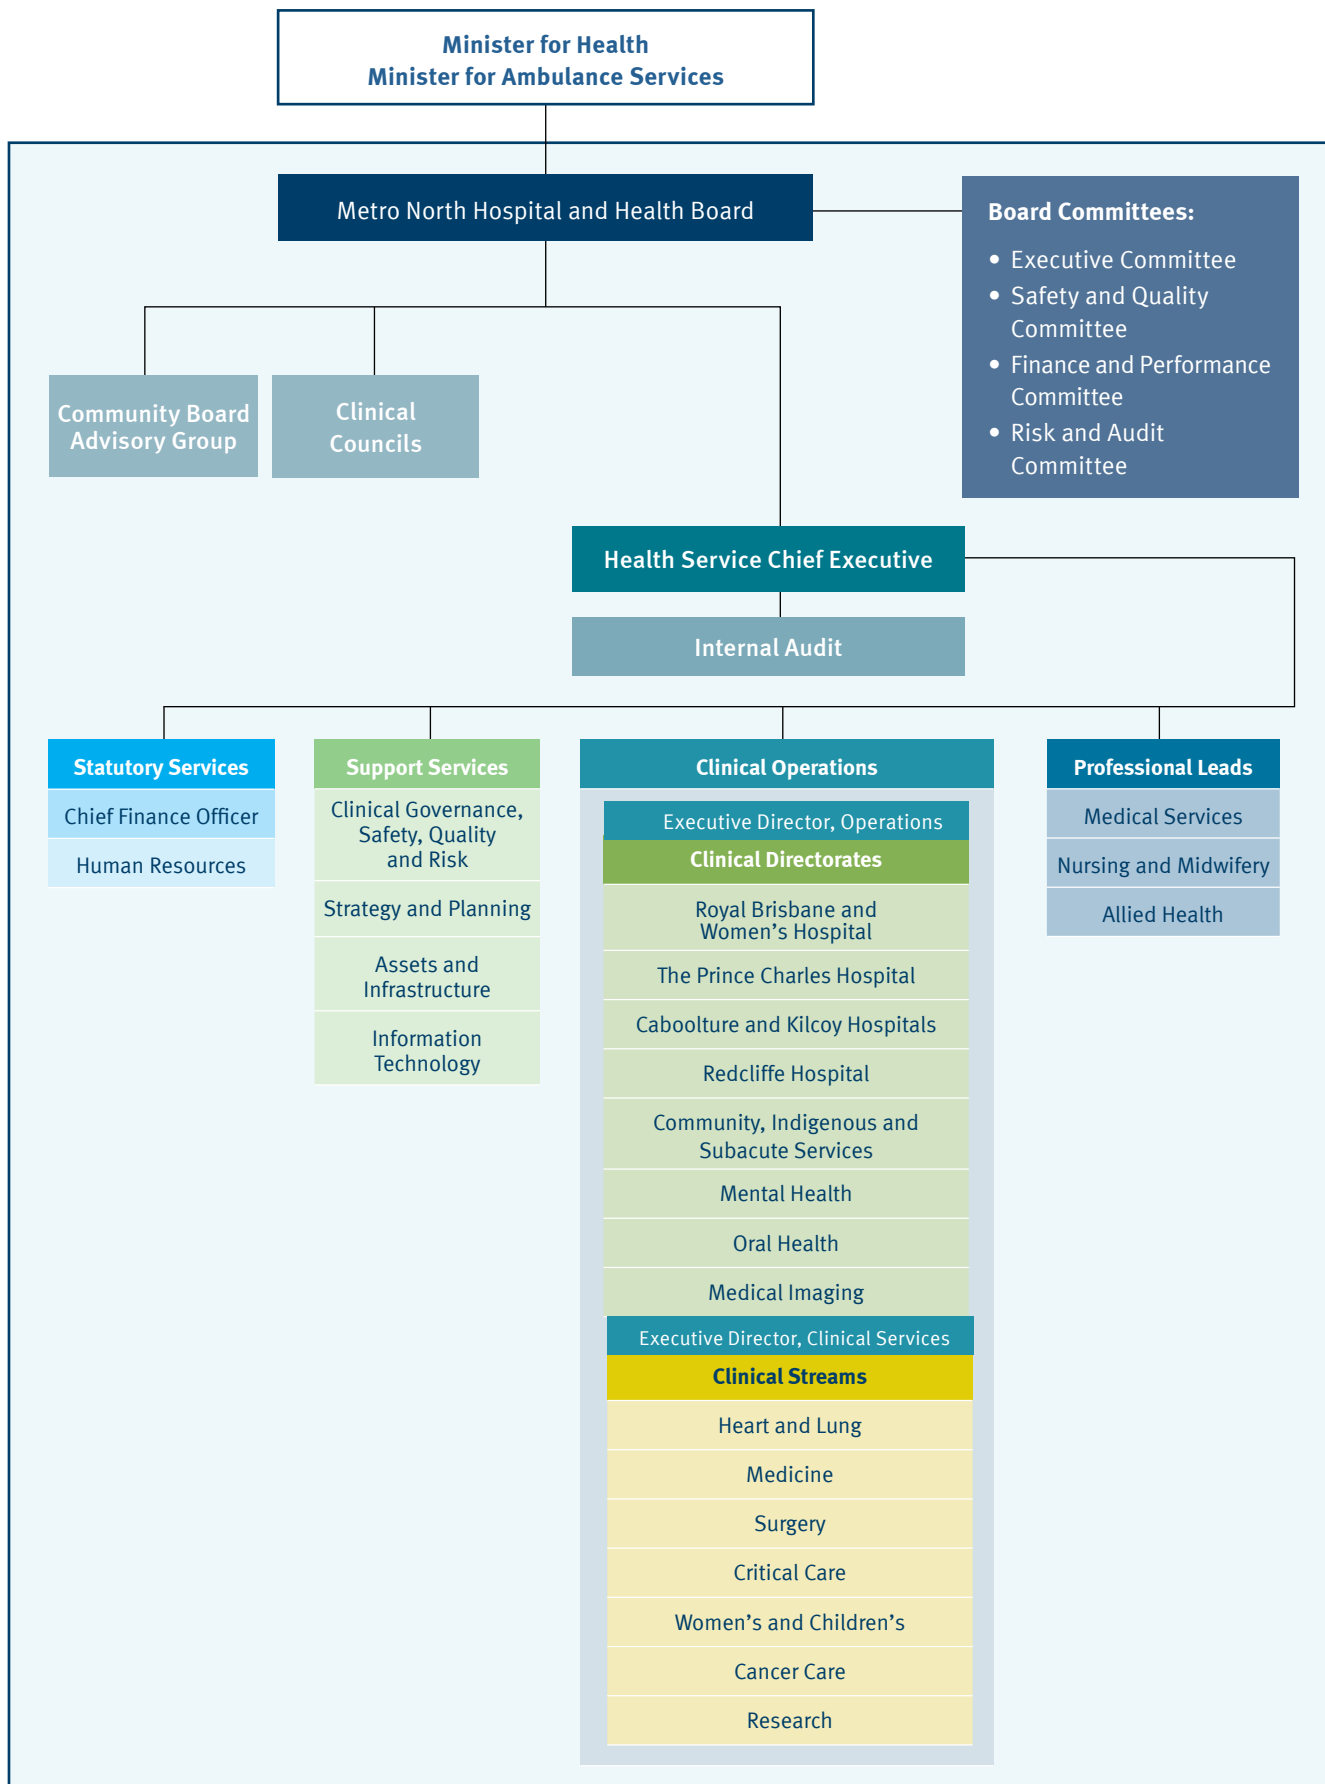 Minister for Health
Minister for Ambulance Services
Metro North Hospital and Health Board
Board Committees:
• Executive Committee
• Safety and Quality
Committee
• Finance and Performance
Committee
• Risk and Audit
Committee
Community Board
Advisory Group
Clinical
Councils
Health Service Chief Executive
Internal Audit
Statutory Services
Chief Finance Officer
Human Resources
Support Services
Clinical Governance,
Safety, Quality
and Risk
Strategy and Planning
Assets and
Infrastructure
Information
Technology
Clinical Operations
Executive Director, Operations
Clinical Directorates
Royal Brisbane and
Women’s Hospital
The Prince Charles Hospital
Caboolture and Kilcoy Hospitals
Redcliffe Hospital
Community, Indigenous and
Subacute Services
Mental Health
Oral Health
Medical Imaging
Executive Director, Clinical Services
Clinical Streams
Heart and Lung
Medicine
Surgery
Critical Care
Women’s and Children’s
Cancer Care
Research
Professional Leads
Medical Services
Nursing and Midwifery
Allied Health